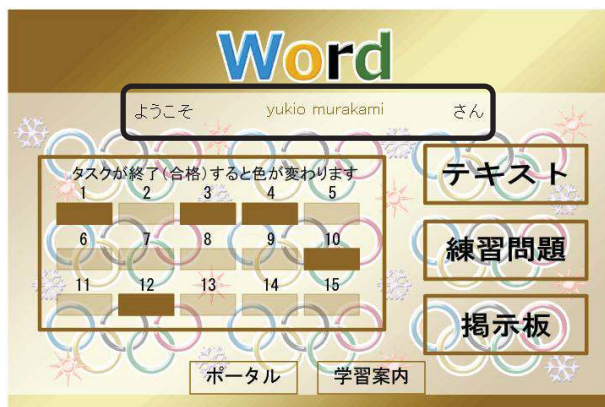 Word
ようこそ yukio murakami さん
タスクが終了(合格)すると色が変わります
1 2 3 4 5
6 7 8 9 10
11 12 13 14 15
テキスト
練習問題
掲示板
ポータル 学習案内